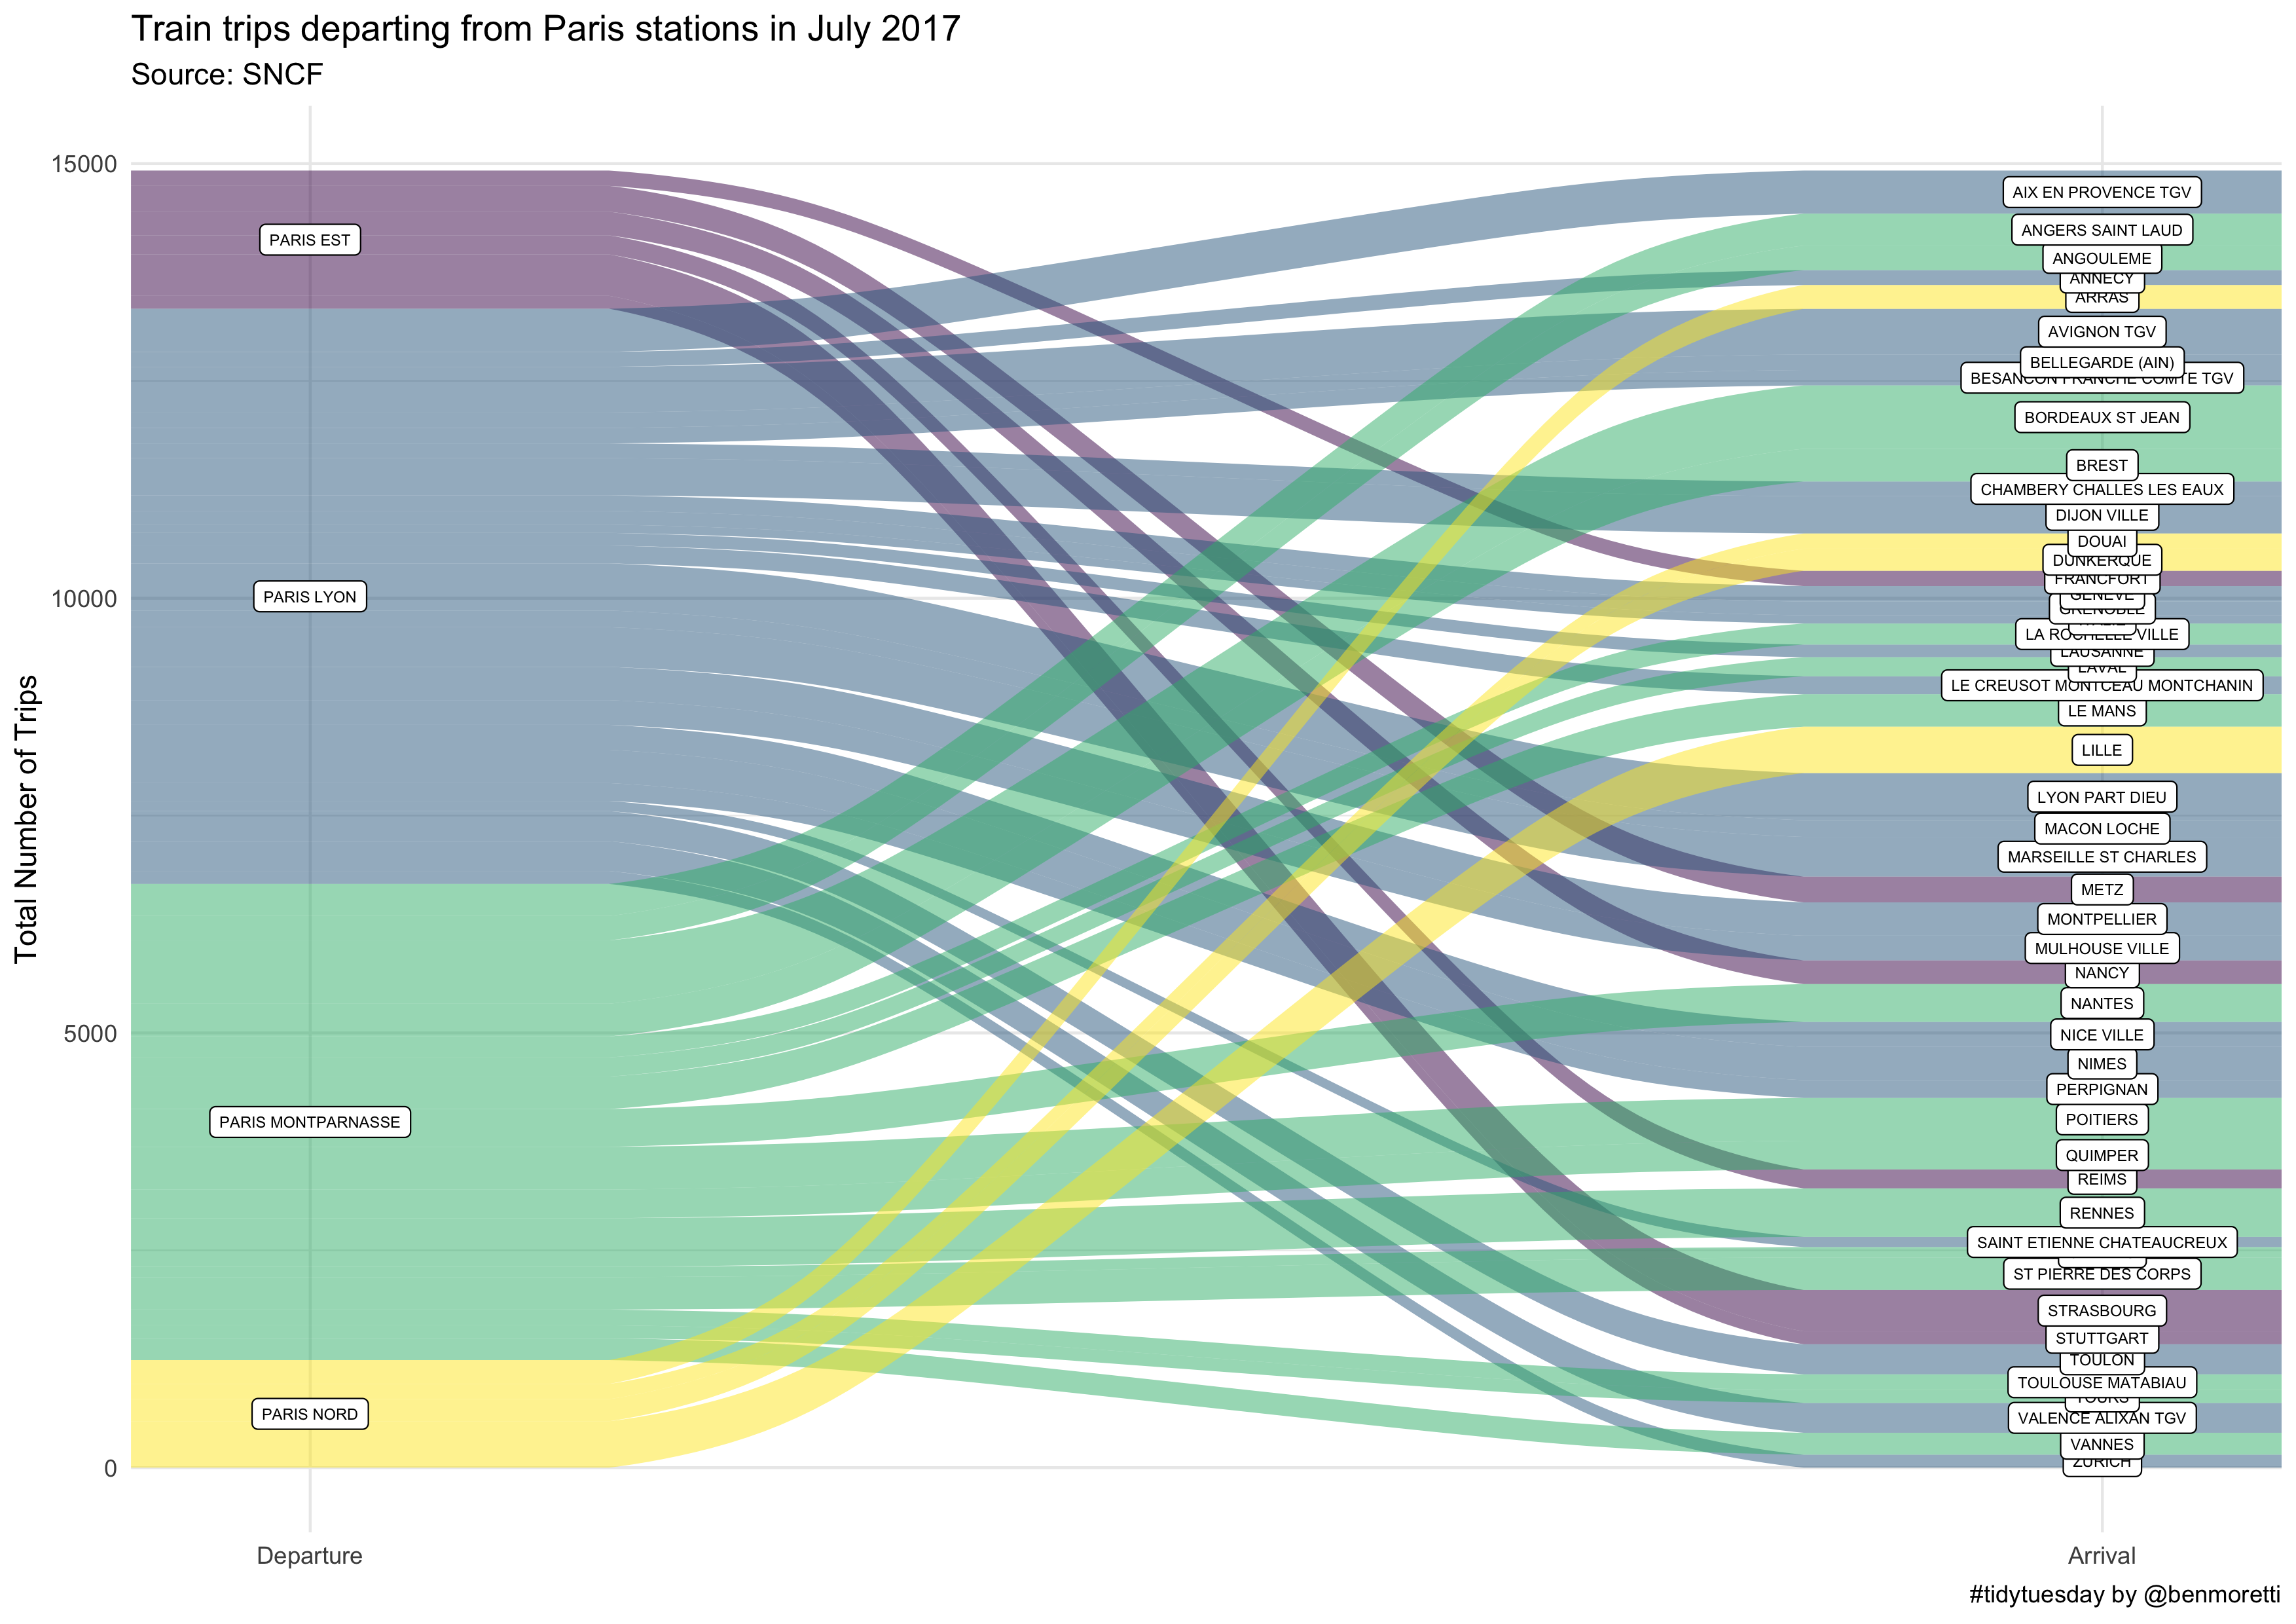 Train trips departing from Paris stations in July 2017
Source: SNCF
Total Number of Trips
15000
10000
5000
0
PARIS EST
PARIS LYON
PARIS MONTPARNASSE
PARIS NORD
AIX EN PROVENCE TGV
ANGERS SAINT LAUD
ANGOULEME
ANNECY
ARRAS
AVIGNON TGV
BELLEGARDE (AIN)
BESANCON FRANCHE COMTE TGV
BORDEAUX ST JEAN
BREST
CHAMBERY CHALLES LES EAUX
DIJON VILLE
DOUAI
DUNKERQUE
FRANCFORT
GENEVE
GRENOBLE
LA ROCHELLE VILLE
LAUSANNE
LAVAL
LE CREUSOT MONTCEAU MONTCHANIN
LE MANS
LILLE
LYON PART DIEU
MACON LOCHE
MARSEILLE ST CHARLES
METZ
MONTPELLIER
MULHOUSE VILLE
NANCY
NANTES
NICE VILLE
NIMES
PERPIGNAN
POITIERS
QUIMPER
REIMS
RENNES
SAINT ETIENNE CHATEAUCREUX
ST PIERRE DES CORPS
STRASBOURG
STUTTGART
TOULON
TOULOUSE MATABIAU
TOURS
VALENCE ALIXAN TGV
VANNES
ZURICH
Departure
Arrival
#tidytuesday by @benmoretti